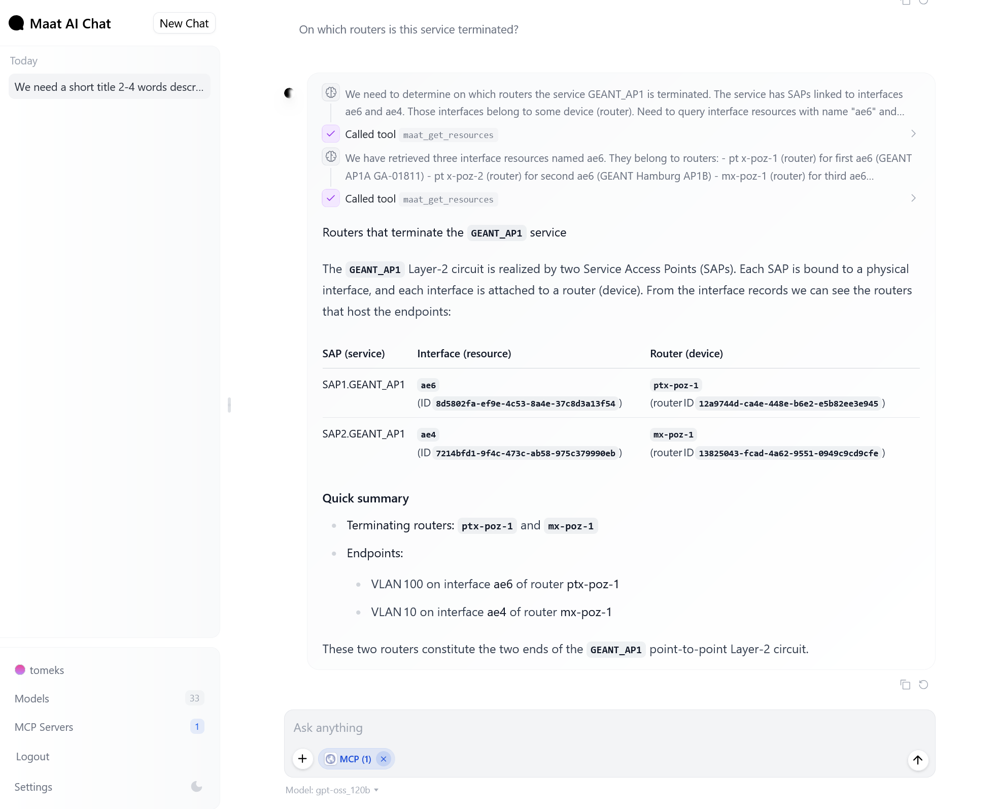 Maat AI Chat
New Chat
Today
We need a short title 2-4 words descr...
On which routers is this service terminated?
We need to determine on which routers the service GEANT_AP1 is terminated. The service has SAPs linked to interfaces
ae6 and ae4. Those interfaces belong to some device (router). Need to query interface resources with name "ae6" and...
Called tool maat_get_resources
We have retrieved three interface resources named ae6. They belong to routers: - pt x-poz-1 (router) for first ae6 (GEANT
AP1A GA-01811) - pt x-poz-2 (router) for second ae6 (GEANT Hamburg AP1B) - mx-poz-1 (router) for third ae6...
Called tool maat_get_resources
Routers that terminate the GEANT_AP1 service
The GEANT_AP1 Layer-2 circuit is realized by two Service Access Points (SAPs). Each SAP is bound to a physical
interface, and each interface is attached to a router (device). From the interface records we can see the routers
that host the endpoints:
SAP (service) Interface (resource) Router (device)
SAP1.GEANT_AP1 ae6 ptx-poz-1
(ID 8d5802fa-ef9e-4c53-8a4e-37c8d3a13f54) (router ID 12a9744d-ca4e-448e-b6e2-e5b82ee3e945)
SAP2.GEANT_AP1 ae4 mx-poz-1
(ID 7214bfd1-9f4c-473c-ab58-975c379990eb) (router ID 13825043-fcad-4a62-9551-0949c9cd9cfe)
Quick summary
Terminating routers: ptx-poz-1 and mx-poz-1
Endpoints:
VLAN 100 on interface ae6 of router ptx-poz-1
VLAN 10 on interface ae4 of router mx-poz-1
These two routers constitute the two ends of the GEANT_AP1 point-to-point Layer-2 circuit.
tomeks
Models 33
MCP Servers 1
Logout
Settings
Ask anything
MCP (1)
Model: gpt-oss_120b